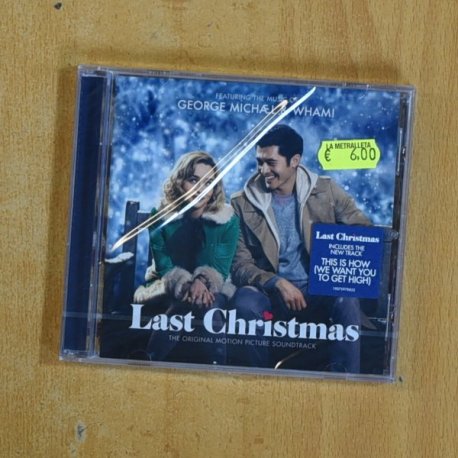 FEATURING THE MUSIC OF
GEORGE MICHAEL & WHAM!
LA METRALLETA
€ 6.00
Last Christmas
INCLUDES THE
NEW TRACK
THIS IS HOW
(WE WANT YOU
TO GET HIGH)
Last Christmas
THE ORIGINAL MOTION PICTURE SOUNDTRACK